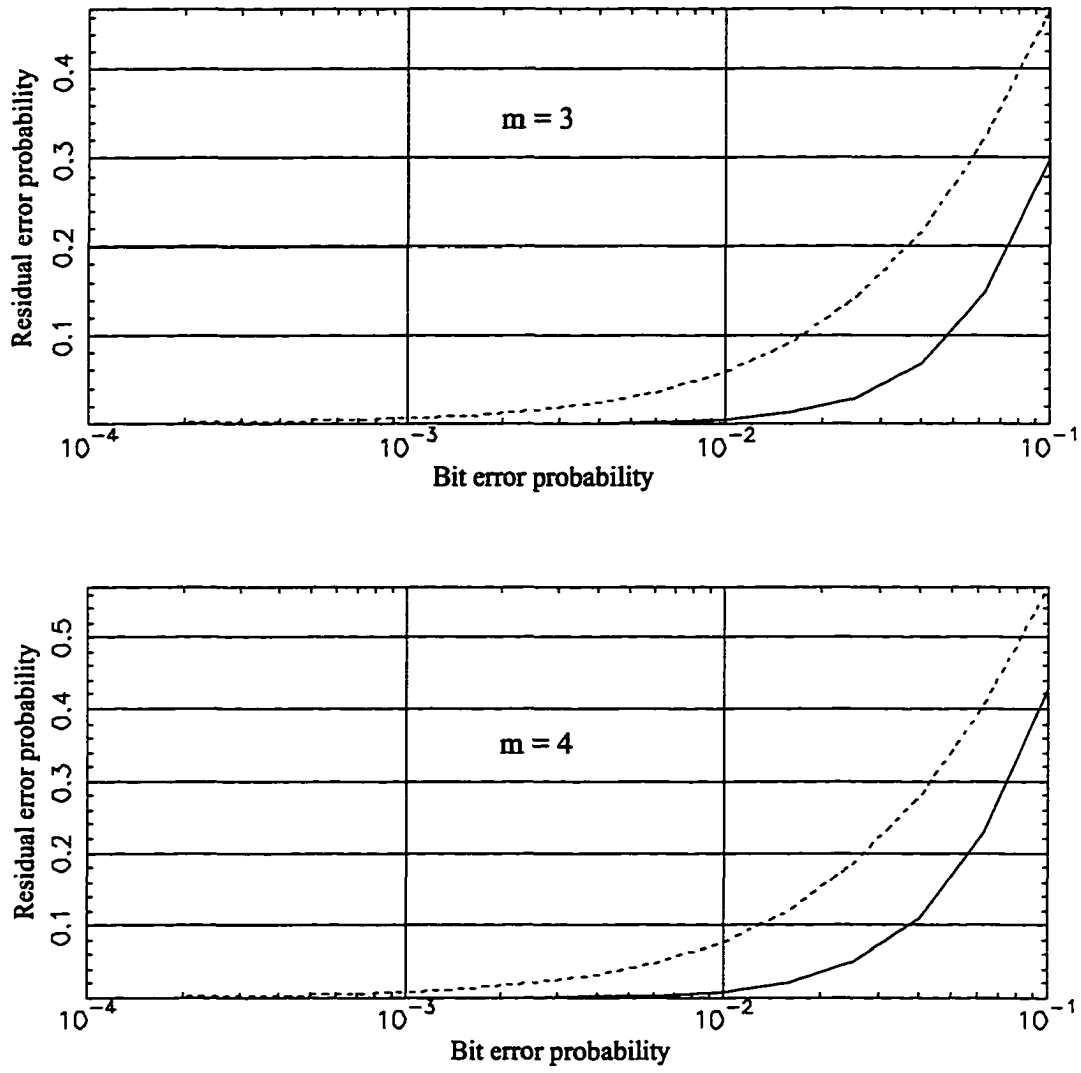 Residual error probability
0.4
0.3
0.2
0.1
m = 3
10⁻⁴
10⁻³
10⁻²
10⁻¹
Bit error probability
Residual error probability
0.5
0.4
0.3
0.2
0.1
m = 4
10⁻⁴
10⁻³
10⁻²
10⁻¹
Bit error probability